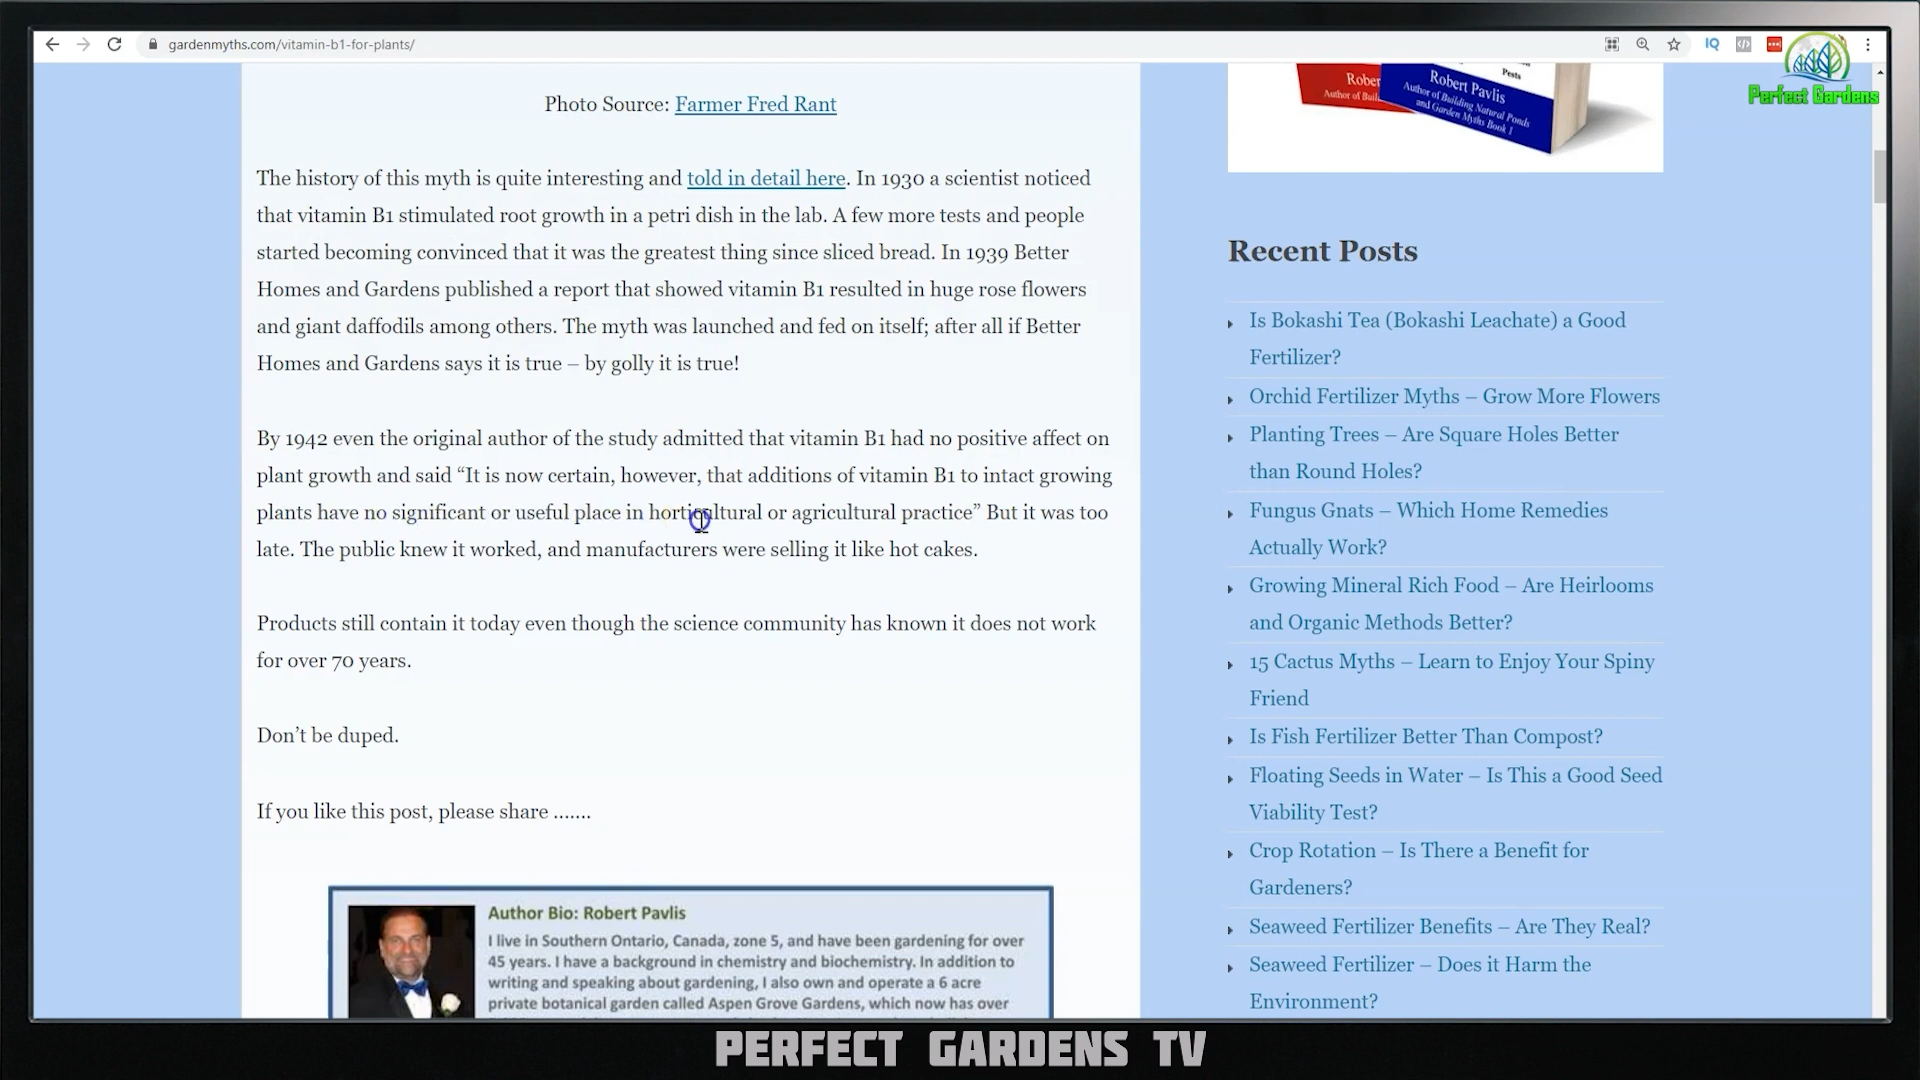 gardenmyths.com/vitamin-b1-for-plants/
IQ
Perfect Gardens
Pests
Robert Pavlis
Author of Building Natural Ponds
and Garden Myths Book 1
Photo Source: Farmer Fred Rant
The history of this myth is quite interesting and told in detail here. In 1930 a scientist noticed
that vitamin B1 stimulated root growth in a petri dish in the lab. A few more tests and people
started becoming convinced that it was the greatest thing since sliced bread. In 1939 Better
Homes and Gardens published a report that showed vitamin B1 resulted in huge rose flowers
and giant daffodils among others. The myth was launched and fed on itself; after all if Better
Homes and Gardens says it is true – by golly it is true!
By 1942 even the original author of the study admitted that vitamin B1 had no positive affect on
plant growth and said “It is now certain, however, that additions of vitamin B1 to intact growing
plants have no significant or useful place in horticultural or agricultural practice” But it was too
late. The public knew it worked, and manufacturers were selling it like hot cakes.
Products still contain it today even though the science community has known it does not work
for over 70 years.
Don’t be duped.
If you like this post, please share .......
Author Bio: Robert Pavlis
I live in Southern Ontario, Canada, zone 5, and have been gardening for over
45 years. I have a background in chemistry and biochemistry. In addition to
writing and speaking about gardening, I also own and operate a 6 acre
private botanical garden called Aspen Grove Gardens, which now has over
Recent Posts
Is Bokashi Tea (Bokashi Leachate) a Good
Fertilizer?
Orchid Fertilizer Myths – Grow More Flowers
Planting Trees – Are Square Holes Better
than Round Holes?
Fungus Gnats – Which Home Remedies
Actually Work?
Growing Mineral Rich Food – Are Heirlooms
and Organic Methods Better?
15 Cactus Myths – Learn to Enjoy Your Spiny
Friend
Is Fish Fertilizer Better Than Compost?
Floating Seeds in Water – Is This a Good Seed
Viability Test?
Crop Rotation – Is There a Benefit for
Gardeners?
Seaweed Fertilizer Benefits – Are They Real?
Seaweed Fertilizer – Does it Harm the
Environment?
PERFECT GARDENS TV